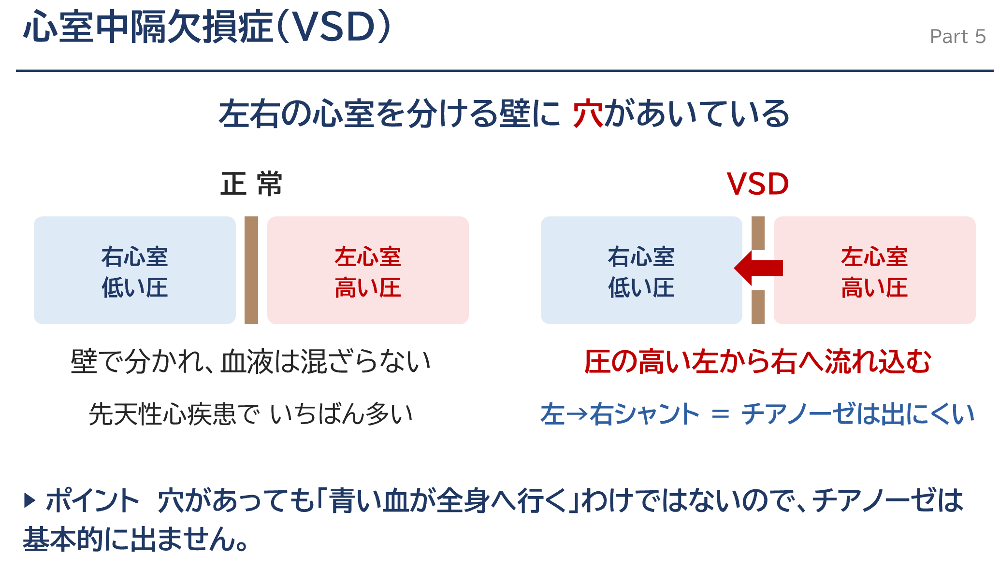 心室中隔欠損症(VSD)
Part 5
左右の心室を分ける壁に 穴があいている
正 常
VSD
右心室
低い圧
左心室
高い圧
右心室
低い圧
左心室
高い圧
壁で分かれ、血液は混ざらない
圧の高い左から右へ流れ込む
先天性心疾患で いちばん多い
左→右シャント = チアノーゼは出にくい
▶ ポイント　穴があっても「青い血が全身へ行く」わけではないので、チアノーゼは
基本的に出ません。